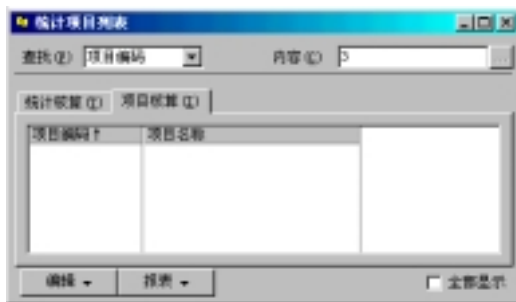 统计项目列表
查找(F) 项目编码 内容(C) 3
统计核算(T) 项目核算(I)
项目编码↑ 项目名称
编辑 报表 全部显示